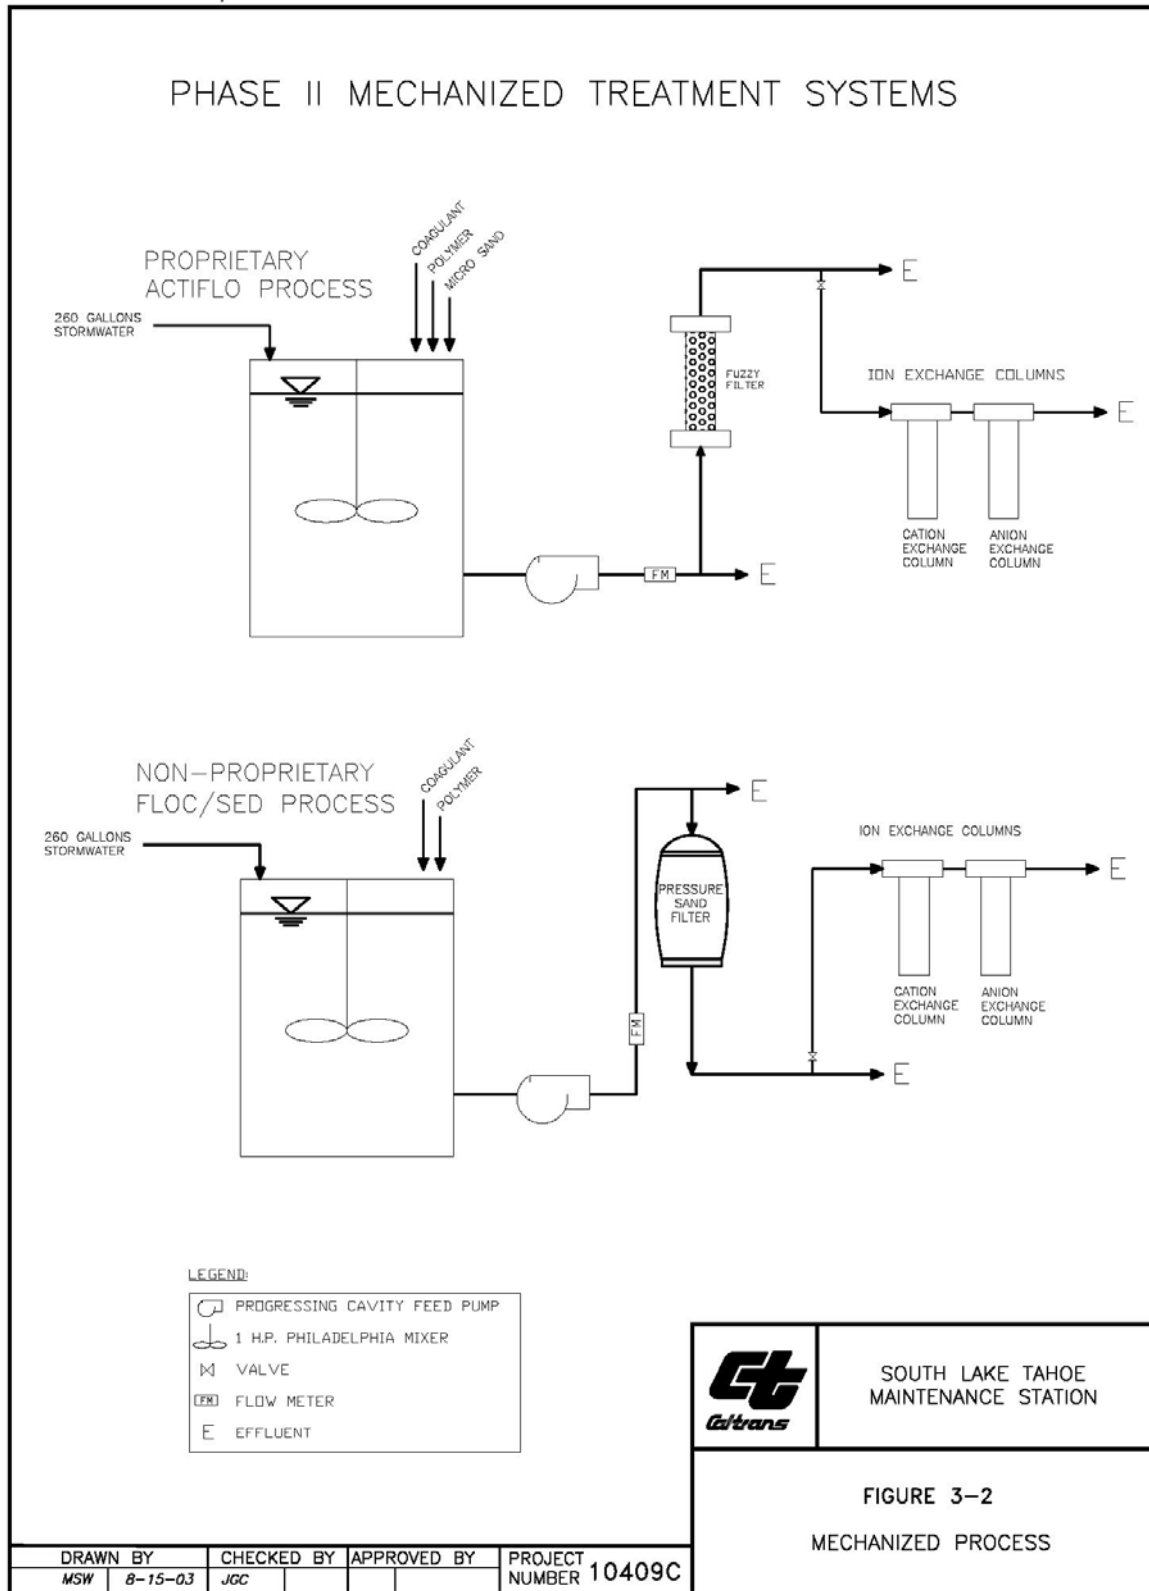 PHASE II MECHANIZED TREATMENT SYSTEMS
PROPRIETARY
ACTIFLO PROCESS
260 GALLONS
STORMWATER
COAGULANT
POLYMER
MICRO SAND
FUZZY
FILTER
E
ION EXCHANGE COLUMNS
E
CATION
EXCHANGE
COLUMN
ANION
EXCHANGE
COLUMN
FM
E
NON-PROPRIETARY
FLOC/SED PROCESS
260 GALLONS
STORMWATER
COAGULANT
POLYMER
E
PRESSURE
SAND
FILTER
ION EXCHANGE COLUMNS
E
CATION
EXCHANGE
COLUMN
ANION
EXCHANGE
COLUMN
FM
E
LEGEND:
PROGRESSING CAVITY FEED PUMP
1 H.P. PHILADELPHIA MIXER
VALVE
FM FLOW METER
E EFFLUENT
Ct
Caltrans
SOUTH LAKE TAHOE
MAINTENANCE STATION
FIGURE 3-2
MECHANIZED PROCESS
DRAWN BY CHECKED BY APPROVED BY
MSW 8-15-03 JGC
PROJECT
NUMBER 10409C